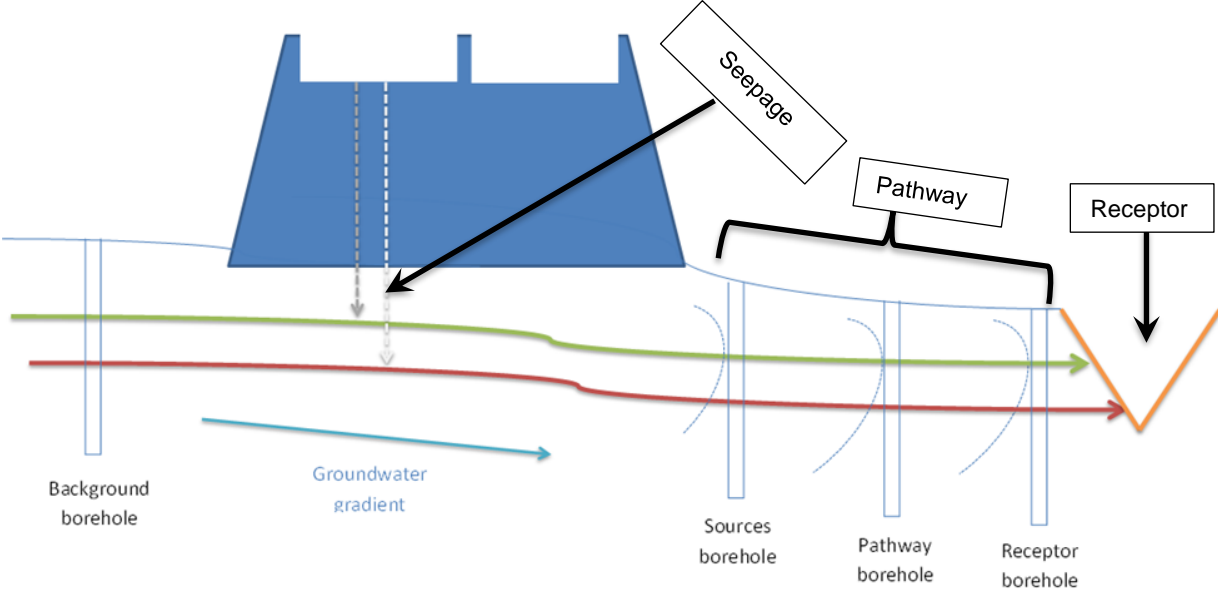 Seepage
Pathway
Receptor
Groundwater
gradient
Background
borehole
Sources
borehole
Pathway
borehole
Receptor
borehole